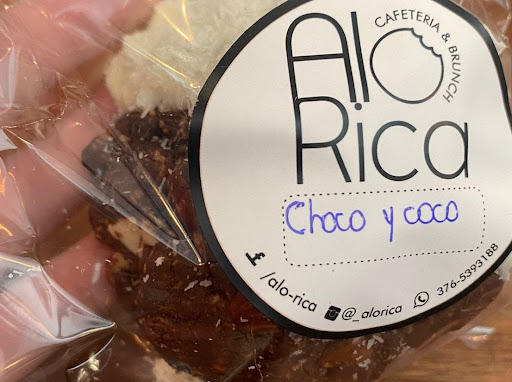 Alo
CAFETERIA & BRUNCH
Rica
Choco y coco
/alo-rica
@_alorica
376-5393188